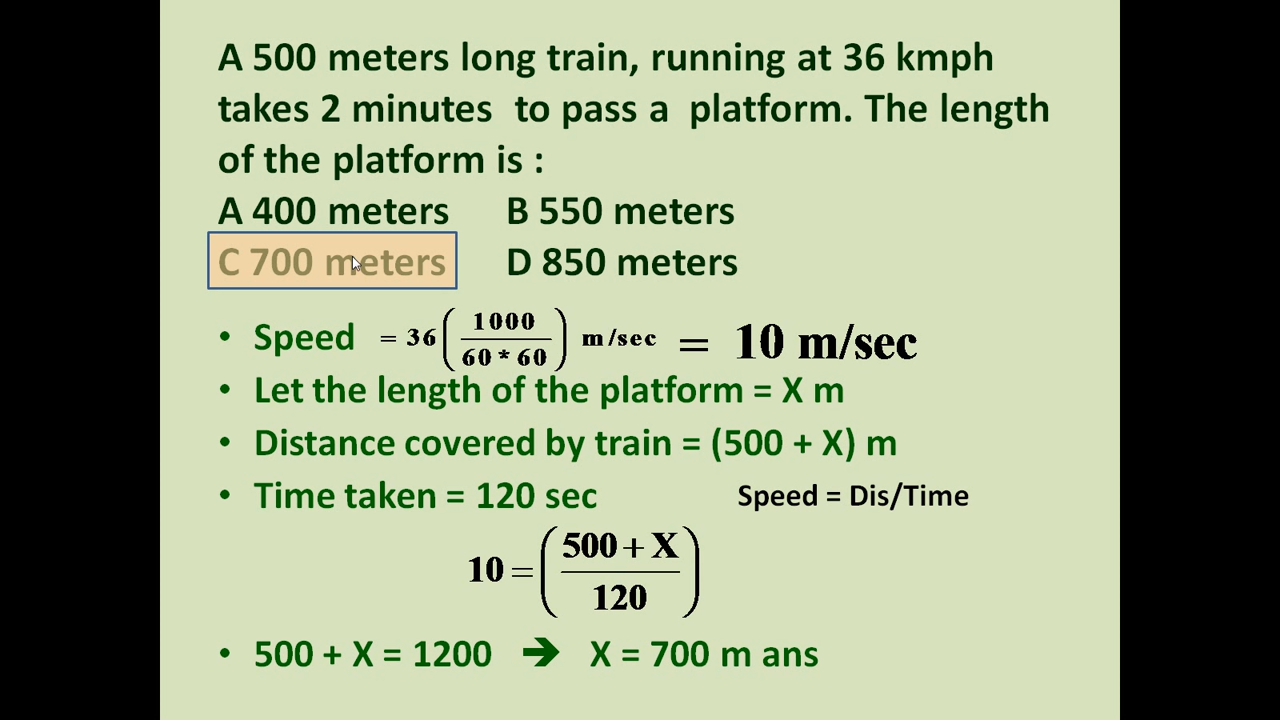 A 500 meters long train, running at 36 kmph
takes 2 minutes to pass a platform. The length
of the platform is :
A 400 meters B 550 meters
C 700 meters D 850 meters
• Speed = 36 ( 1000 / 60 * 60 ) m/sec = 10 m/sec
• Let the length of the platform = X m
• Distance covered by train = (500 + X) m
• Time taken = 120 sec Speed = Dis/Time
10 = ( 500 + X / 120 )
• 500 + X = 1200 ➔ X = 700 m ans